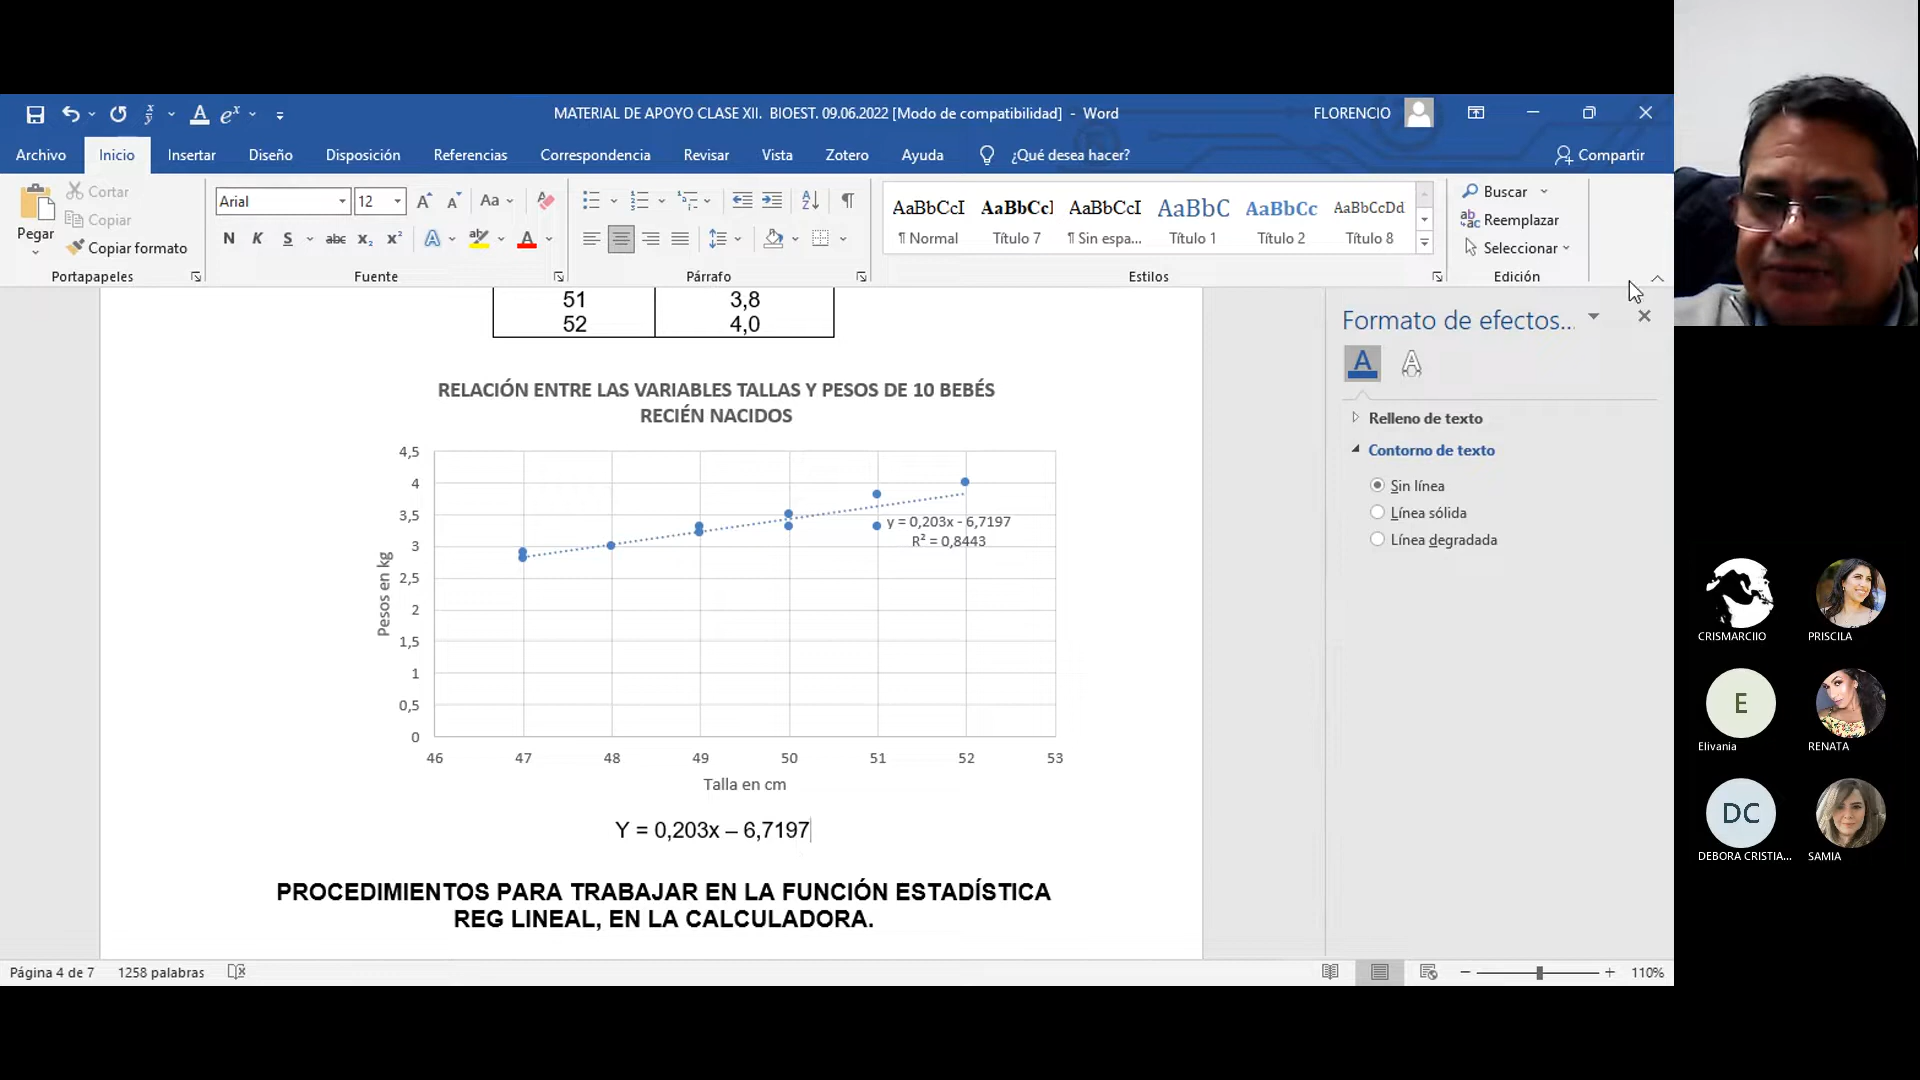 MATERIAL DE APOYO CLASE XII. BIOEST. 09.06.2022 [Modo de compatibilidad] - Word
FLORENCIO
Archivo Inicio Insertar Diseño Disposición Referencias Correspondencia Revisar Vista Zotero Ayuda ¿Qué desea hacer? Compartir
Pegar
Cortar
Copiar
Copiar formato
Portapapeles
Arial 12
Aa
N K S abc x₂ x²
Fuente
Párrafo
AaBbCcI AaBbCcI AaBbCcI AaBbC AaBbCc AaBbCcDd
¶ Normal Título 7 ¶ Sin espa... Título 1 Título 2 Título 8
Estilos
Buscar
Reemplazar
Seleccionar
Edición
51 3,8
52 4,0
RELACIÓN ENTRE LAS VARIABLES TALLAS Y PESOS DE 10 BEBÉS
RECIÉN NACIDOS
4,5
4
3,5
3
2,5
2
1,5
1
0,5
0
Pesos en kg
y = 0,203x - 6,7197
R² = 0,8443
46 47 48 49 50 51 52 53
Talla en cm
Y = 0,203x – 6,7197
PROCEDIMIENTOS PARA TRABAJAR EN LA FUNCIÓN ESTADÍSTICA
REG LINEAL, EN LA CALCULADORA.
Formato de efectos...
Relleno de texto
Contorno de texto
Sin línea
Línea sólida
Línea degradada
Página 4 de 7 1258 palabras
110%
CRISMARCIIO PRISCILA
E
Elivania RENATA
DC
DEBORA CRISTIA... SAMIA